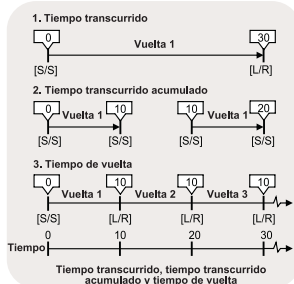 1. Tiempo transcurrido
0 30
Vuelta 1
[S/S] [L/R]
2. Tiempo transcurrido acumulado
0 10 10 20
Vuelta 1 Vuelta 1
[S/S] [S/S] [S/S] [S/S]
3. Tiempo de vuelta
0 10 10 10
Vuelta 1 Vuelta 2 Vuelta 3
[S/S] [L/R] [L/R] [L/R]
0 10 20 30
Tiempo
Tiempo transcurrido, tiempo transcurrido
acumulado y tiempo de vuelta